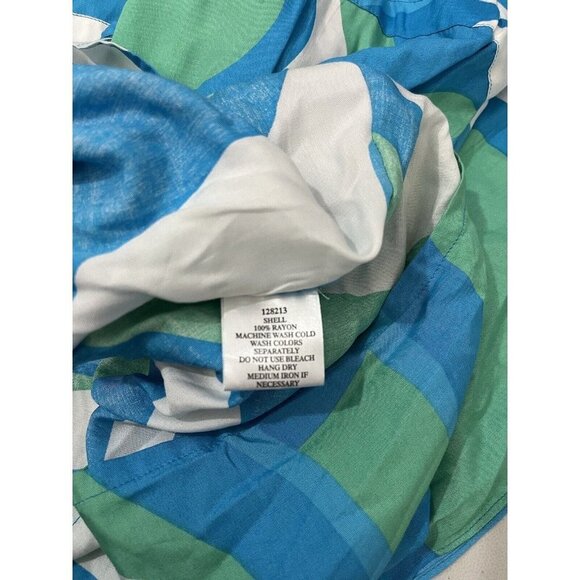 128213
SHELL
100% RAYON
MACHINE WASH COLD
WASH COLORS
SEPARATELY
DO NOT USE BLEACH
HANG DRY
MEDIUM IRON IF
NECESSARY